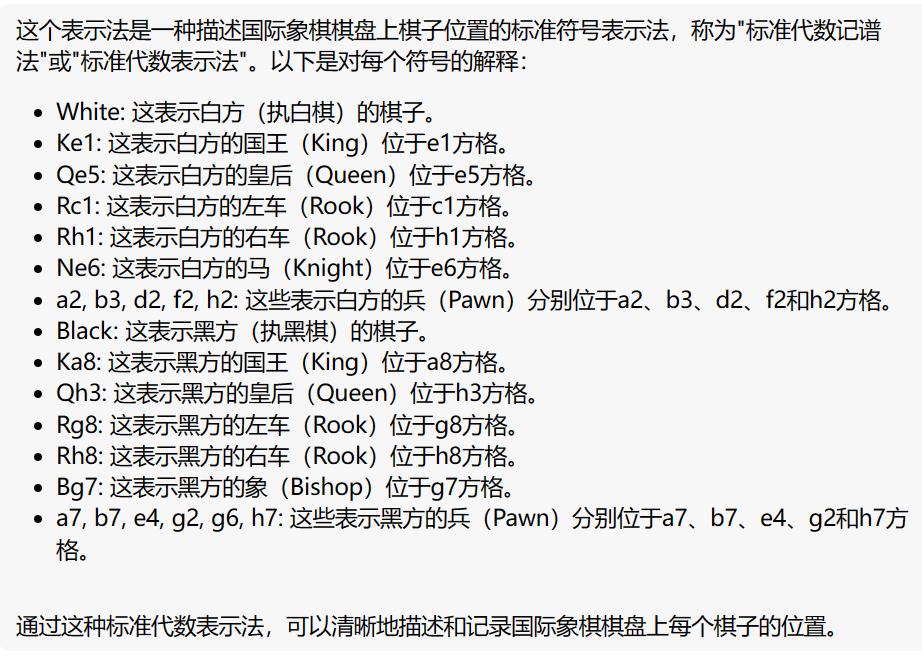 这个表示法是一种描述国际象棋棋盘上棋子位置的标准符号表示法，称为"标准代数记谱
法"或"标准代数表示法"。以下是对每个符号的解释：
• White: 这表示白方（执白棋）的棋子。
• Ke1: 这表示白方的国王（King）位于e1方格。
• Qe5: 这表示白方的皇后（Queen）位于e5方格。
• Rc1: 这表示白方的左车（Rook）位于c1方格。
• Rh1: 这表示白方的右车（Rook）位于h1方格。
• Ne6: 这表示白方的马（Knight）位于e6方格。
• a2, b3, d2, f2, h2: 这些表示白方的兵（Pawn）分别位于a2、b3、d2、f2和h2方格。
• Black: 这表示黑方（执黑棋）的棋子。
• Ka8: 这表示黑方的国王（King）位于a8方格。
• Qh3: 这表示黑方的皇后（Queen）位于h3方格。
• Rg8: 这表示黑方的左车（Rook）位于g8方格。
• Rh8: 这表示黑方的右车（Rook）位于h8方格。
• Bg7: 这表示黑方的象（Bishop）位于g7方格。
• a7, b7, e4, g2, g6, h7: 这些表示黑方的兵（Pawn）分别位于a7、b7、e4、g2和h7方
格。
通过这种标准代数表示法，可以清晰地描述和记录国际象棋棋盘上每个棋子的位置。